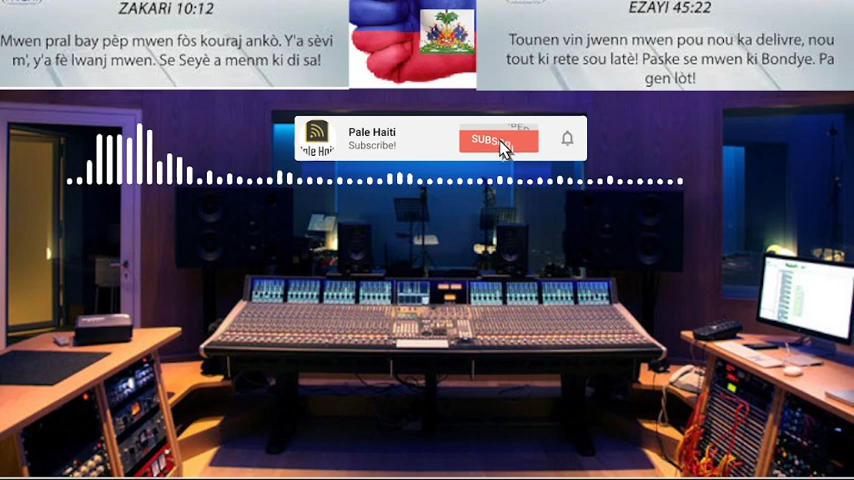 ZAKARI 10:12
Mwen pral bay pèp mwen fòs kouraj ankò. Y'a sèvi
m', y'a fè lwanj mwen. Se Seyè a menm ki di sa!
EZAYI 45:22
Tounen vin jwenn mwen pou nou ka delivre, nou
tout ki rete sou latè! Paske se mwen ki Bondye. Pa
gen lòt!
Pale Haiti
Subscribe!